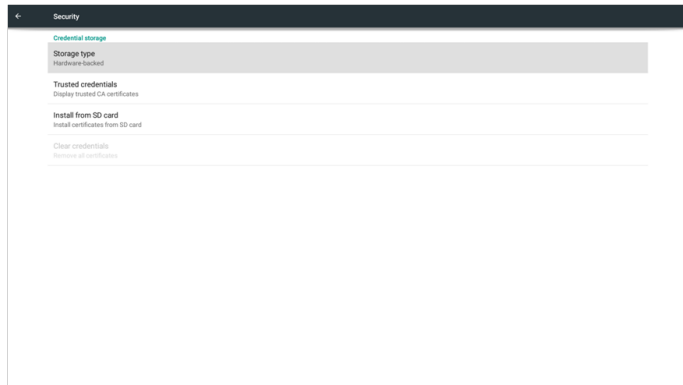 Security
Credential storage
Storage type
Hardware-backed
Trusted credentials
Display trusted CA certificates
Install from SD card
Install certificates from SD card
Clear credentials
Remove all certificates